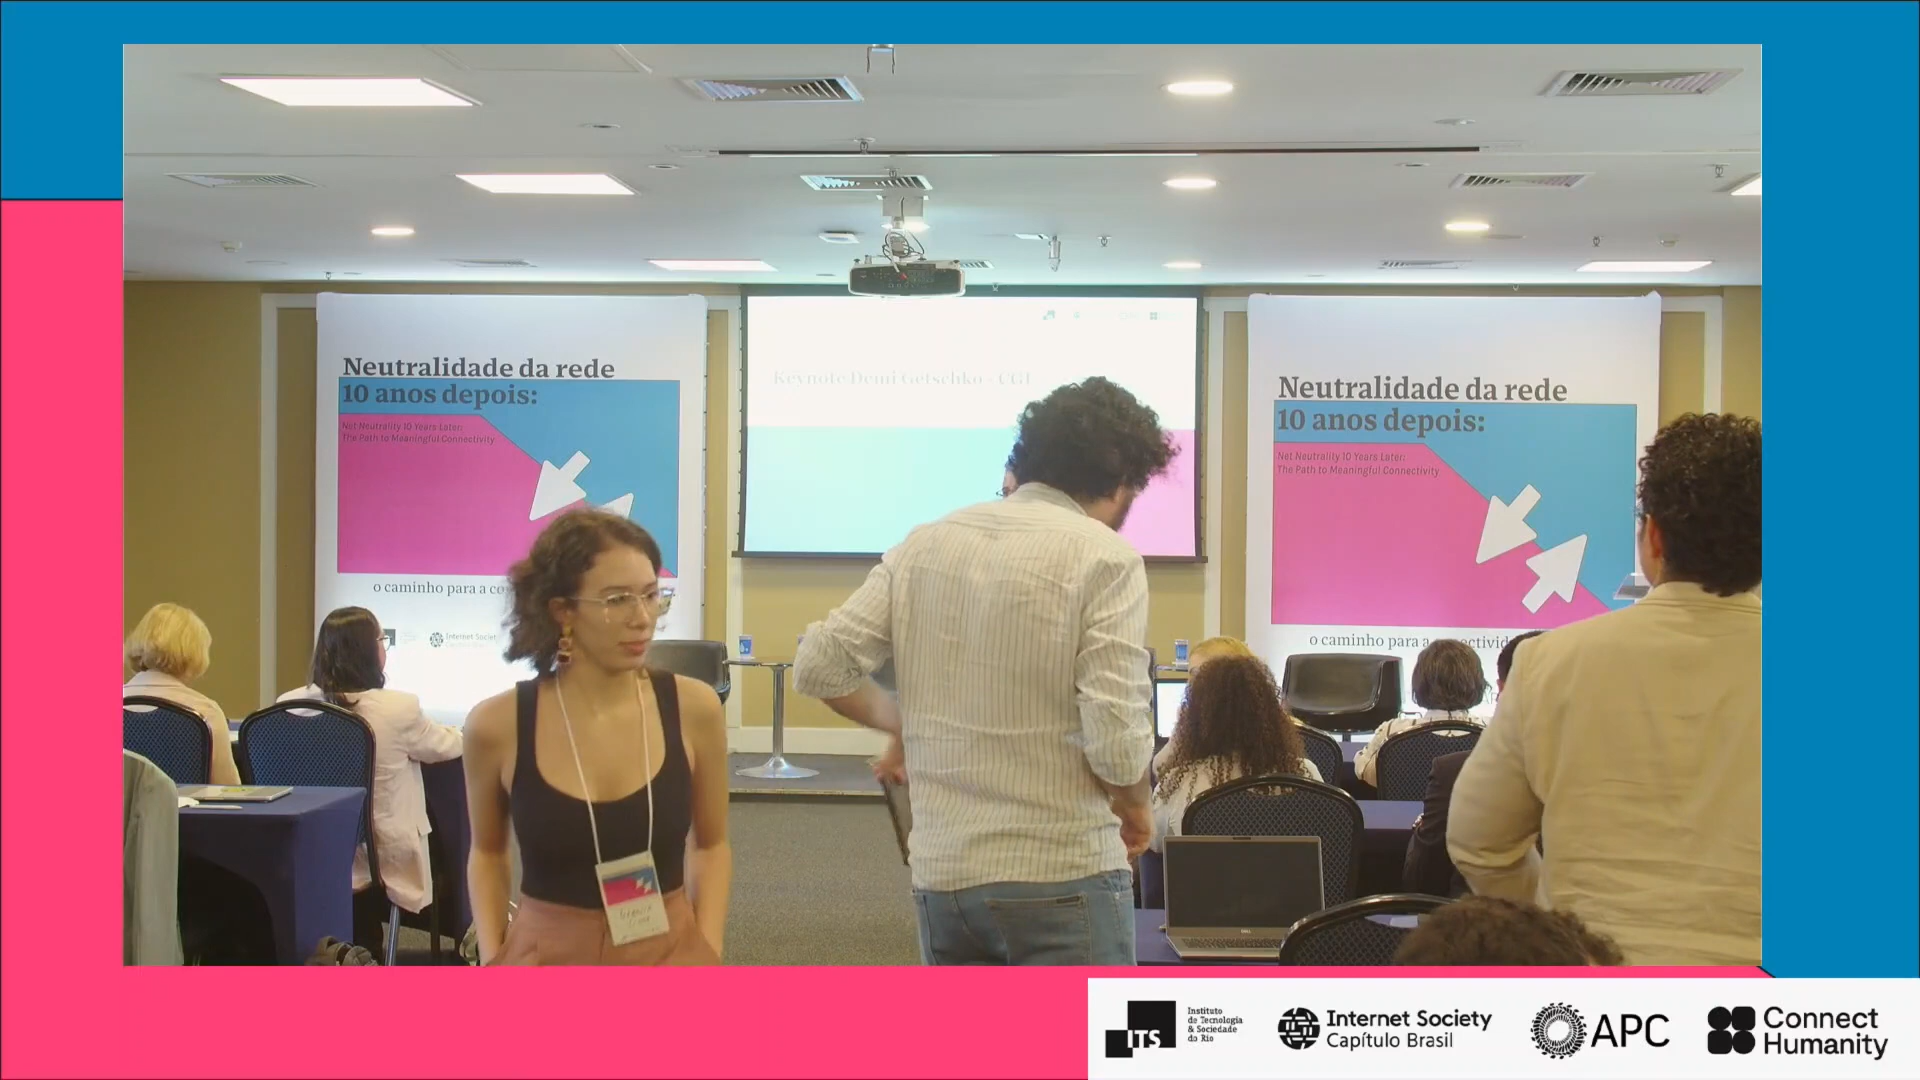 Neutralidade da rede
10 anos depois:
Net Neutrality 10 Years Later:
The Path to Meaningful Connectivity
o caminho para a
Internet
Keynote Demi Getschko - CGI
Neutralidade da rede
10 anos depois:
Net Neutrality 10 Years Later:
The Path to Meaningful Connectivity
o caminho para a
DELL
ITS
Instituto
de Tecnologia
& Sociedade
do Rio
Internet Society
Capítulo Brasil
APC
Connect
Humanity